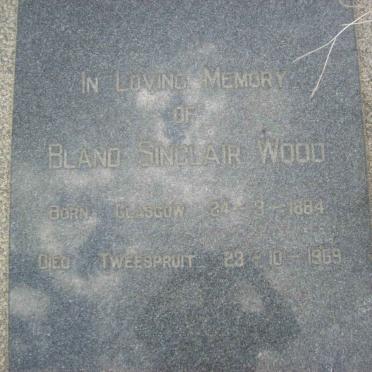 In Loving Memory
of
Bland Sinclair Wood
Born Glasgow 24-3-1884
Died Tweespruit 23-10-1969